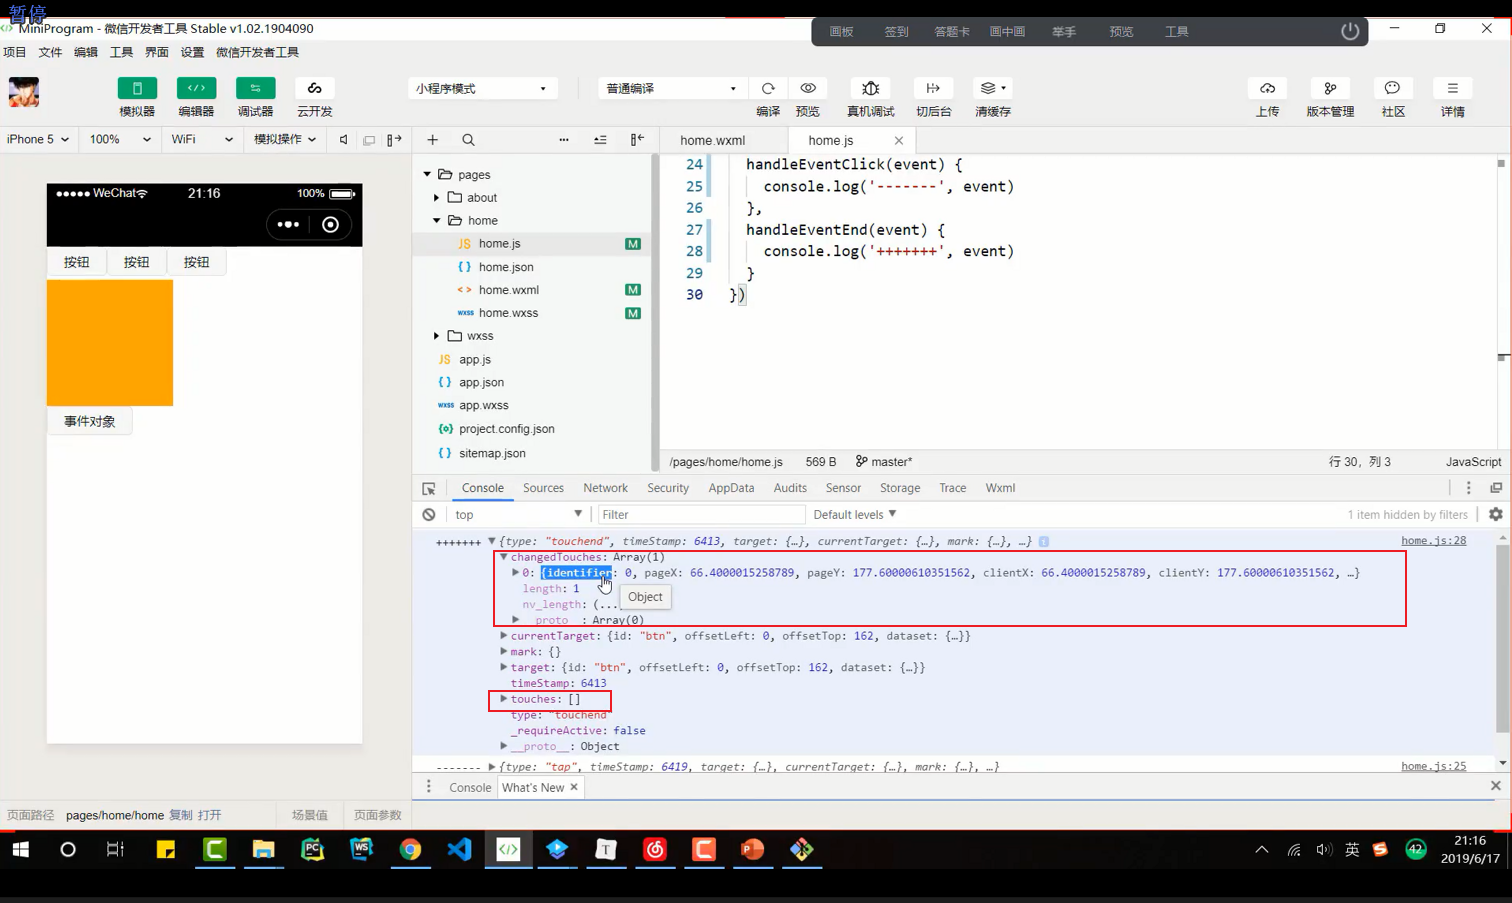 暂停
MiniProgram - 微信开发者工具 Stable v1.02.1904090
画板 签到 答题卡 画中画 举手 预览 工具
项目 文件 编辑 工具 界面 设置 微信开发者工具
小程序模式 普通编译
模拟器 编辑器 调试器 云开发 编译 预览 真机调试 切后台 清缓存 上传 版本管理 社区 详情
iPhone 5 100% WiFi 模拟操作
home.wxml home.js
WeChat 21:16 100%
按钮 按钮 按钮
事件对象
pages
about
home
JS home.js M
{ } home.json
< > home.wxml M
wxss home.wxss M
wxss
JS app.js
{ } app.json
wxss app.wxss
{o} project.config.json
{ } sitemap.json
24 handleEventClick(event) {
25 console.log('-------', event)
26 },
27 handleEventEnd(event) {
28 console.log('+++++++', event)
29 }
30 })
/pages/home/home.js 569 B master* 行 30，列 3 JavaScript
Console Sources Network Security AppData Audits Sensor Storage Trace Wxml
top Filter Default levels 1 item hidden by filters
+++++++ {type: "touchend", timeStamp: 6413, target: {…}, currentTarget: {…}, mark: {…}, …} home.js:28
changedTouches: Array(1)
0: {identifier: 0, pageX: 66.4000015258789, pageY: 177.60000610351562, clientX: 66.4000015258789, clientY: 177.60000610351562, …}
length: 1
Object
nv_length: (...
__proto__: Array(0)
currentTarget: {id: "btn", offsetLeft: 0, offsetTop: 162, dataset: {…}}
mark: {}
target: {id: "btn", offsetLeft: 0, offsetTop: 162, dataset: {…}}
timeStamp: 6413
touches: []
type: "touchend"
_requireActive: false
__proto__: Object
------- {type: "tap", timeStamp: 6419, target: {…}, currentTarget: {…}, mark: {…}, …} home.js:25
Console What's New
页面路径 pages/home/home 复制 打开 场景值 页面参数
英 42 21:16
2019/6/17